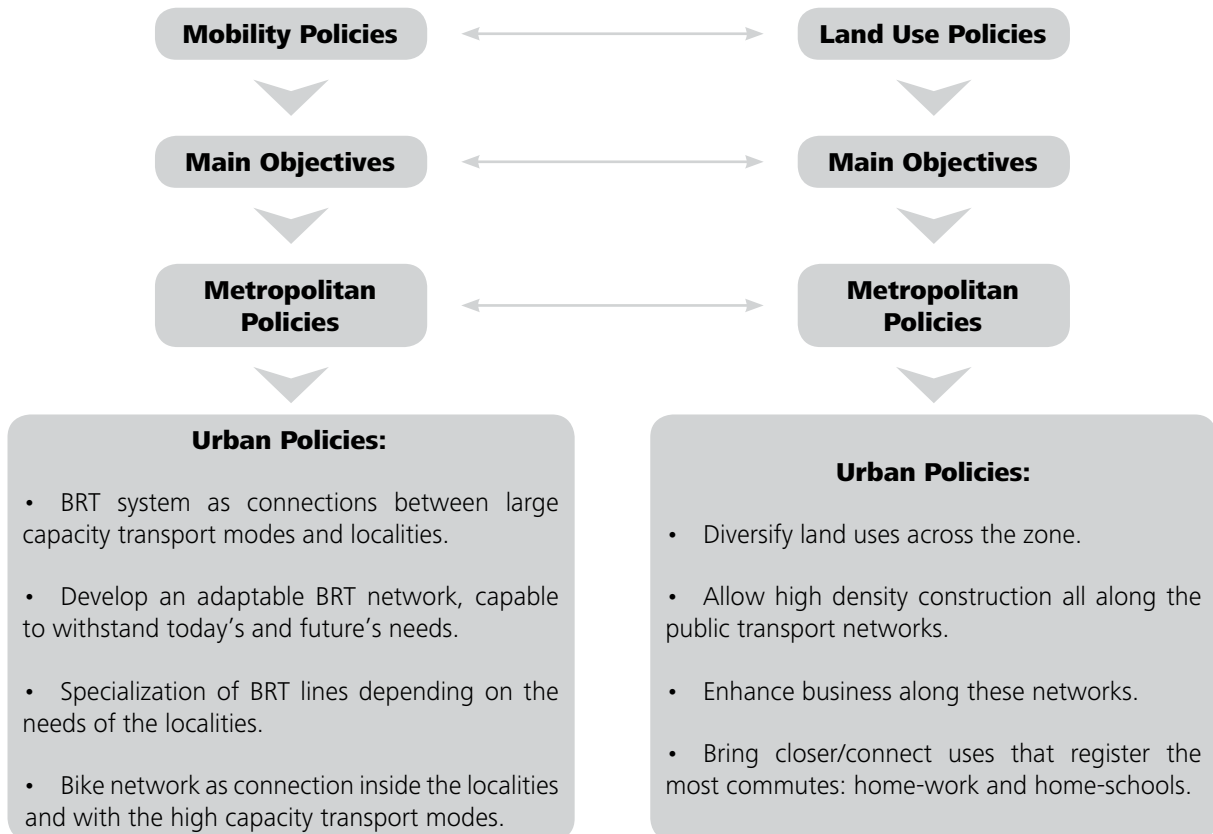 Mobility Policies
Land Use Policies
Main Objectives
Main Objectives
Metropolitan
Policies
Metropolitan
Policies
Urban Policies:
• BRT system as connections between large
capacity transport modes and localities.
• Develop an adaptable BRT network, capable
to withstand today's and future's needs.
• Specialization of BRT lines depending on the
needs of the localities.
• Bike network as connection inside the localities
and with the high capacity transport modes.
Urban Policies:
• Diversify land uses across the zone.
• Allow high density construction all along the
public transport networks.
• Enhance business along these networks.
• Bring closer/connect uses that register the
most commutes: home-work and home-schools.